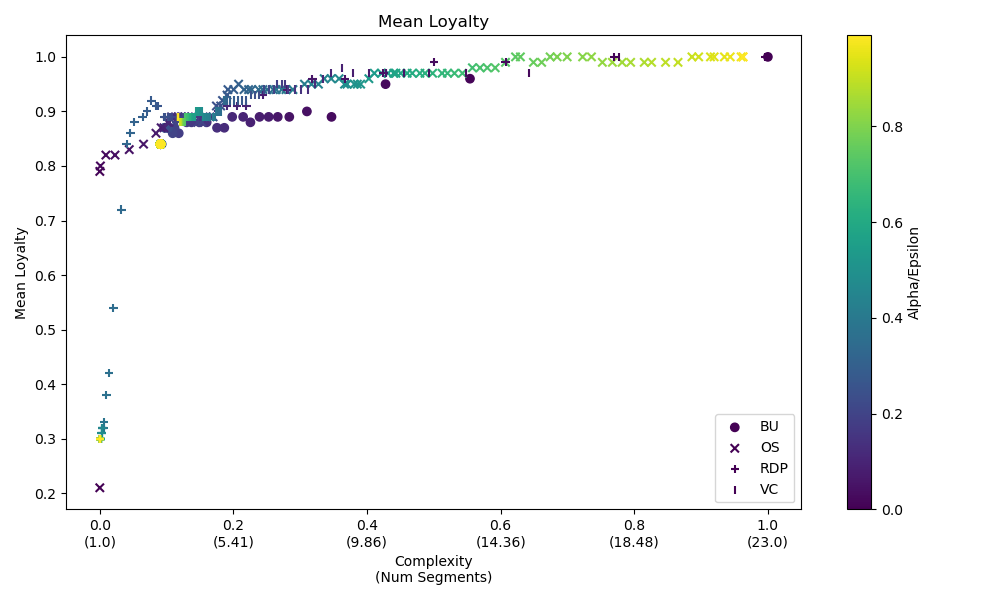 Mean Loyalty
1.0
0.9
0.8
0.7
0.6
0.5
0.4
0.3
0.2
Mean Loyalty
0.0
(1.0)
0.2
(5.41)
0.4
(9.86)
0.6
(14.36)
0.8
(18.48)
1.0
(23.0)
Complexity
(Num Segments)
BU
OS
RDP
VC
0.8
0.6
0.4
0.2
0.0
Alpha/Epsilon